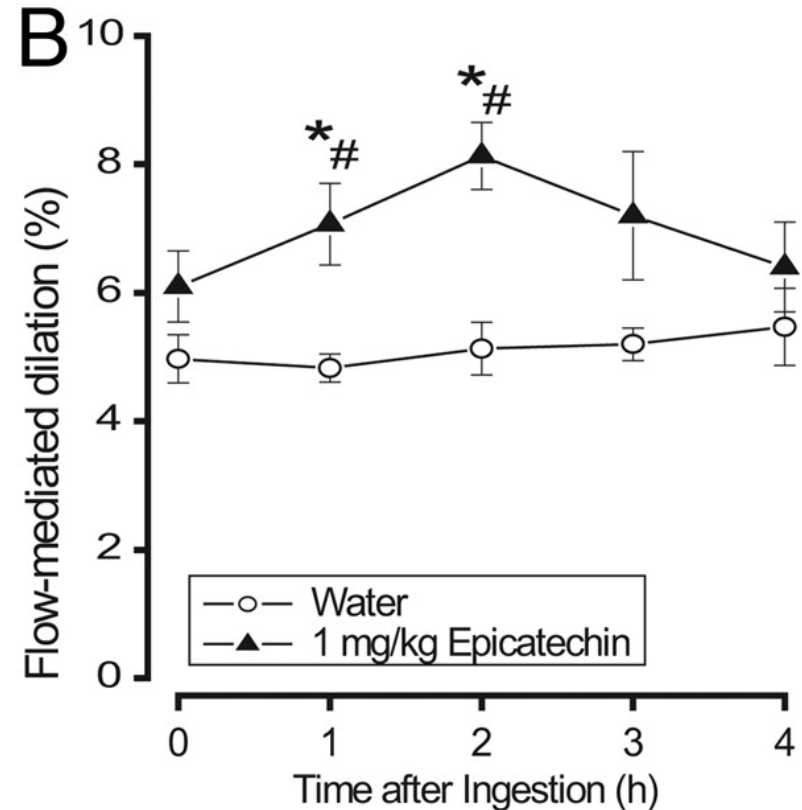 B
10
8
6
4
2
0
Flow-mediated dilation (%)
*#
*#
Water
1 mg/kg Epicatechin
0 1 2 3 4
Time after Ingestion (h)